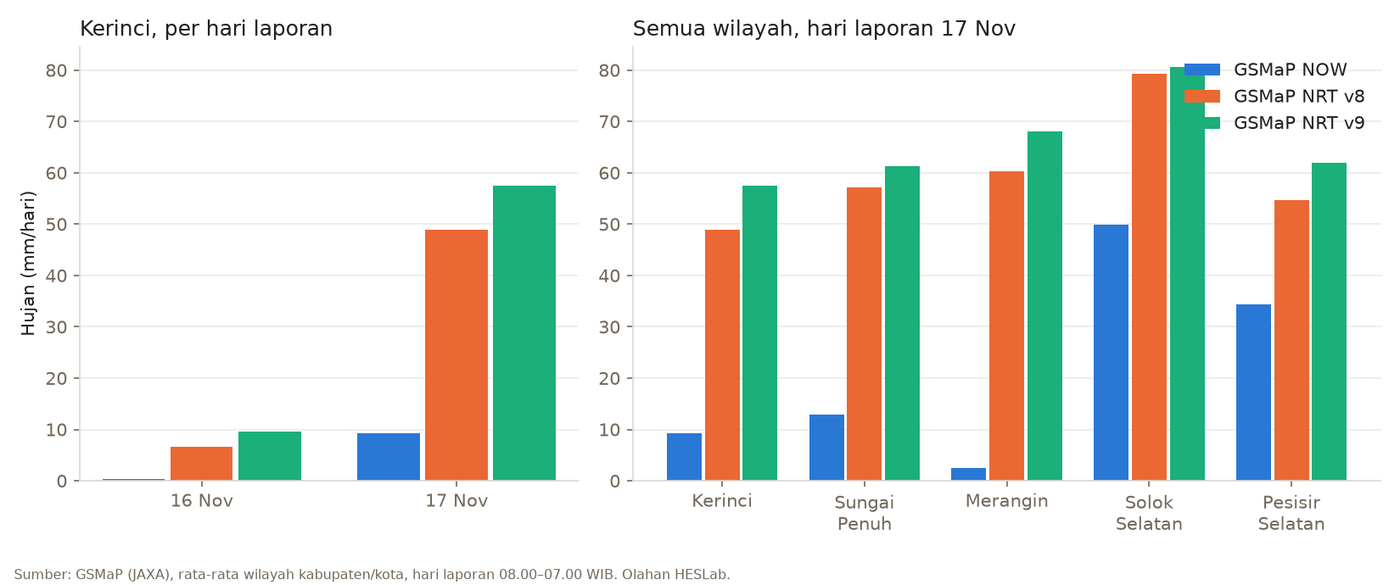 Kerinci, per hari laporan
Hujan (mm/hari)
80
70
60
50
40
30
20
10
0
16 Nov
17 Nov
Semua wilayah, hari laporan 17 Nov
80
70
60
50
40
30
20
10
0
GSMaP NOW
GSMaP NRT v8
GSMaP NRT v9
Kerinci
Sungai
Penuh
Merangin
Solok
Selatan
Pesisir
Selatan
Sumber: GSMaP (JAXA), rata-rata wilayah kabupaten/kota, hari laporan 08.00–07.00 WIB. Olahan HESLab.